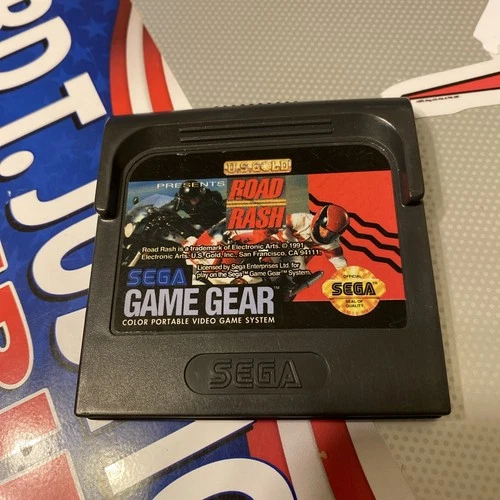 U.S. GOLD
PRESENTS
ROAD
RASH
Road Rash is a trademark of Electronic Arts. © 1991
Electronic Arts. U.S. Gold, Inc., San Francisco, CA 94111.
Licensed by Sega Enterprises Ltd. for
play on the Sega™ Game Gear™ System.
SEGA
GAME GEAR™
COLOR PORTABLE VIDEO GAME SYSTEM
OFFICIAL
SEGA
SEAL OF
QUALITY
SEGA